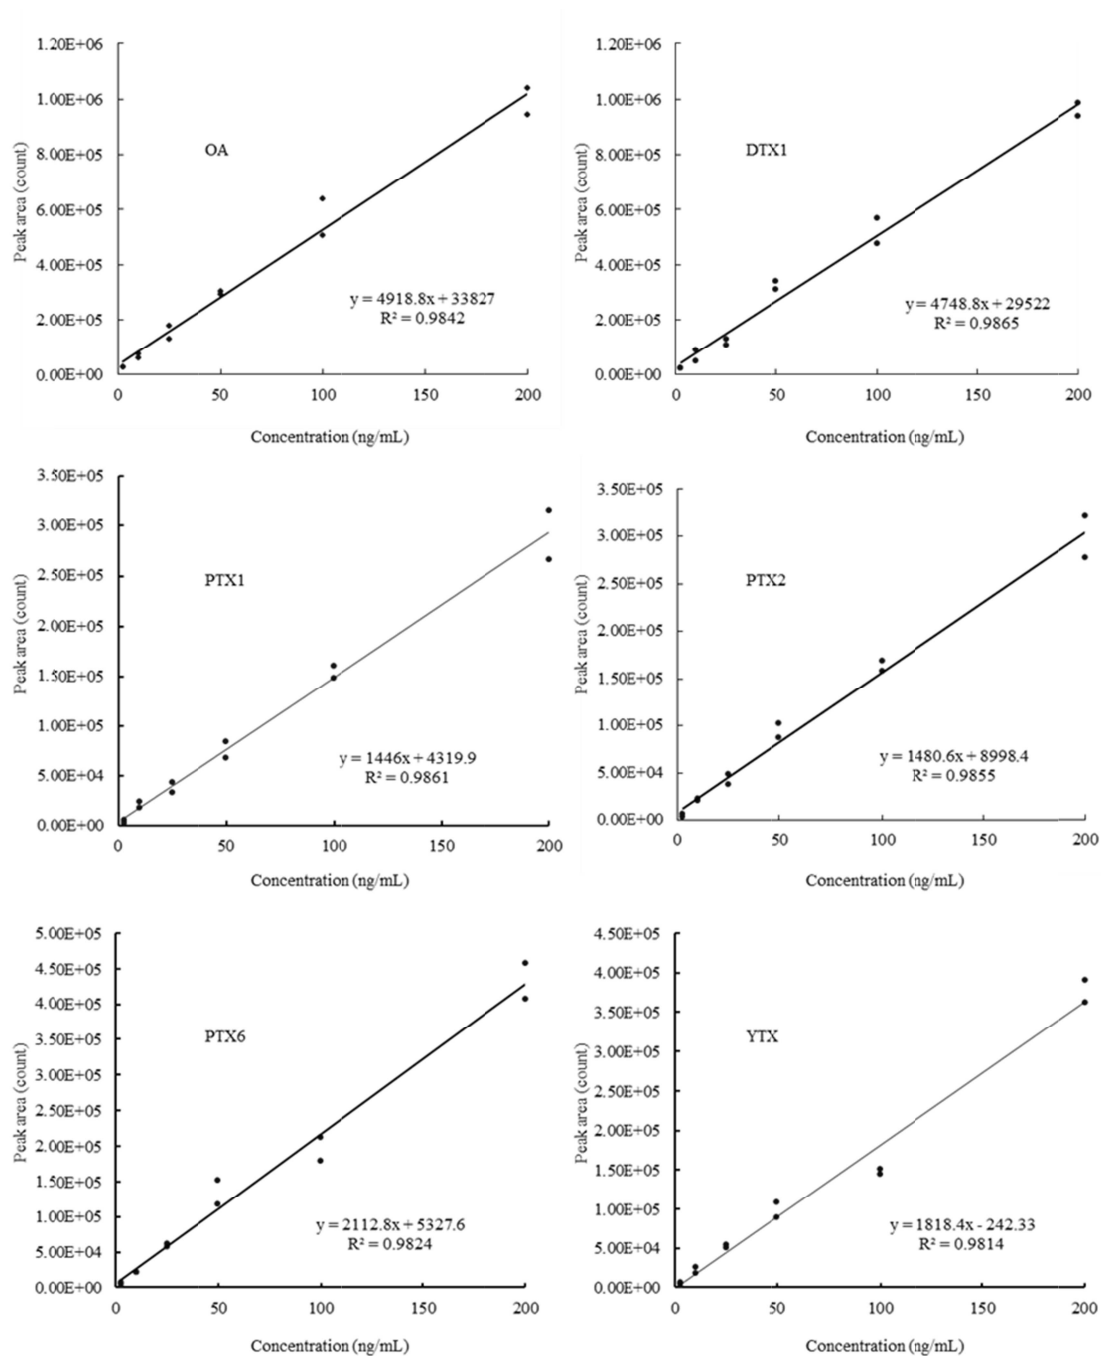 1.20E+06
1.00E+06
8.00E+05
6.00E+05
4.00E+05
2.00E+05
0.00E+00
Peak area (count)
OA
y = 4918.8x + 33827
R² = 0.9842
0 50 100 150 200
Concentration (ng/mL)
1.20E+06
1.00E+06
8.00E+05
6.00E+05
4.00E+05
2.00E+05
0.00E+00
Peak area (count)
DTX1
y = 4748.8x + 29522
R² = 0.9865
0 50 100 150 200
Concentration (ng/mL)
3.50E+05
3.00E+05
2.50E+05
2.00E+05
1.50E+05
1.00E+05
5.00E+04
0.00E+00
Peak area (count)
PTX1
y = 1446x + 4319.9
R² = 0.9861
0 50 100 150 200
Concentration (ng/mL)
3.50E+05
3.00E+05
2.50E+05
2.00E+05
1.50E+05
1.00E+05
5.00E+04
0.00E+00
Peak area (count)
PTX2
y = 1480.6x + 8998.4
R² = 0.9855
0 50 100 150 200
Concentration (ng/mL)
5.00E+05
4.50E+05
4.00E+05
3.50E+05
3.00E+05
2.50E+05
2.00E+05
1.50E+05
1.00E+05
5.00E+04
0.00E+00
Peak area (count)
PTX6
y = 2112.8x + 5327.6
R² = 0.9824
0 50 100 150 200
Concentration (ng/mL)
4.50E+05
4.00E+05
3.50E+05
3.00E+05
2.50E+05
2.00E+05
1.50E+05
1.00E+05
5.00E+04
0.00E+00
Peak area (count)
YTX
y = 1818.4x - 242.33
R² = 0.9814
0 50 100 150 200
Concentration (ng/mL)